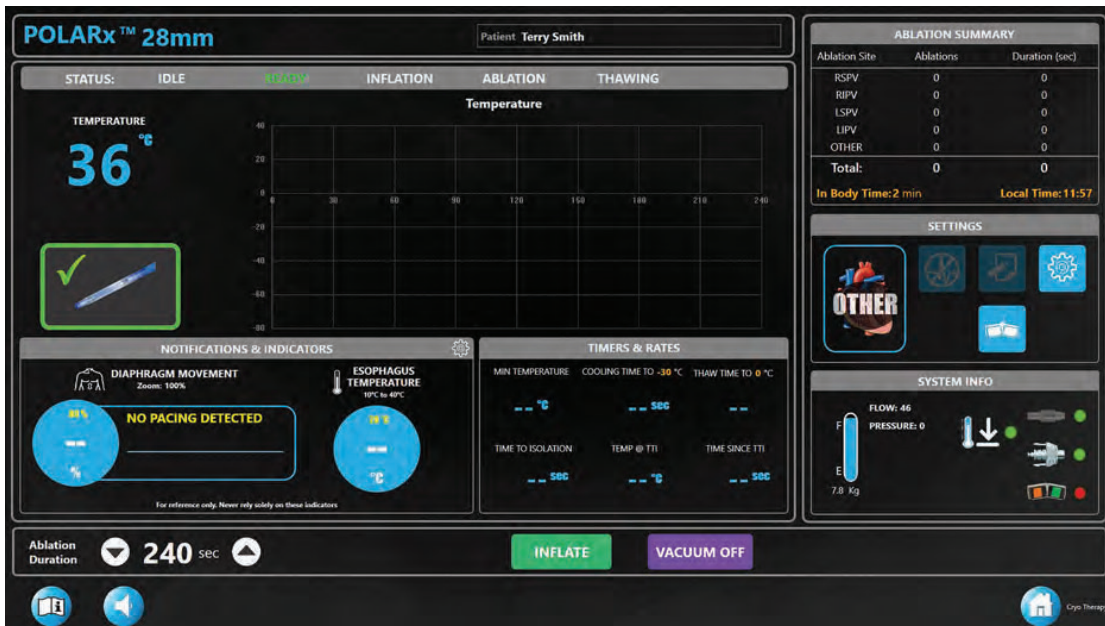 POLARx™ 28mm
Patient Terry Smith
STATUS: IDLE READY INFLATION ABLATION THAWING
TEMPERATURE
36 °C
Temperature
40
20
0
0 30 60 90 120 150 180 210 240
-20
-40
-60
-80
NOTIFICATIONS & INDICATORS
DIAPHRAGM MOVEMENT
Zoom: 100%
NO PACING DETECTED
-- %
ESOPHAGUS
TEMPERATURE
10°C to 40°C
-- °C
For reference only. Never rely solely on these indicators
TIMERS & RATES
MIN TEMPERATURE COOLING TIME TO -30 °C THAW TIME TO 0 °C
-- °C -- sec --
TIME TO ISOLATION TEMP @ TTI TIME SINCE TTI
-- sec -- °C -- sec
ABLATION SUMMARY
Ablation Site Ablations Duration (sec)
RSPV 0 0
RIPV 0 0
LSPV 0 0
LIPV 0 0
OTHER 0 0
Total: 0 0
In Body Time: 2 min Local Time: 11:57
SETTINGS
OTHER
SYSTEM INFO
FLOW: 46
PRESSURE: 0
F
E
7.8 Kg
Ablation
Duration
240 sec
INFLATE
VACUUM OFF
Cryo Therapy